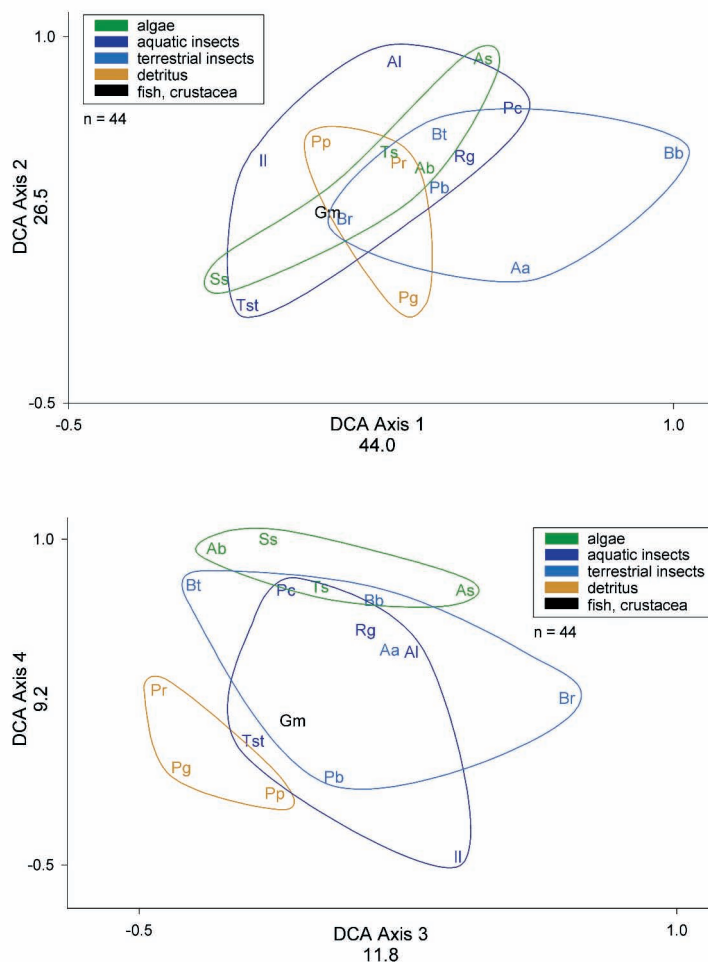 algae
aquatic insects
terrestrial insects
detritus
fish, crustacea
n = 44
1.0
DCA Axis 2
26.5
-0.5
Al
As
Pc
Bt
Bb
Pp
Ts
Pr
Ab
Rg
Il
Pb
Gm
Br
Aa
Ss
Tst
Pg
-0.5
DCA Axis 1
44.0
1.0
1.0
DCA Axis 4
9.2
-0.5
algae
aquatic insects
terrestrial insects
detritus
fish, crustacea
n = 44
Ab
Ss
Bt
Pc
Ts
Bb
As
Rg
Aa
Al
Pr
Br
Gm
Tst
Pg
Pp
Pb
Il
-0.5
DCA Axis 3
11.8
1.0